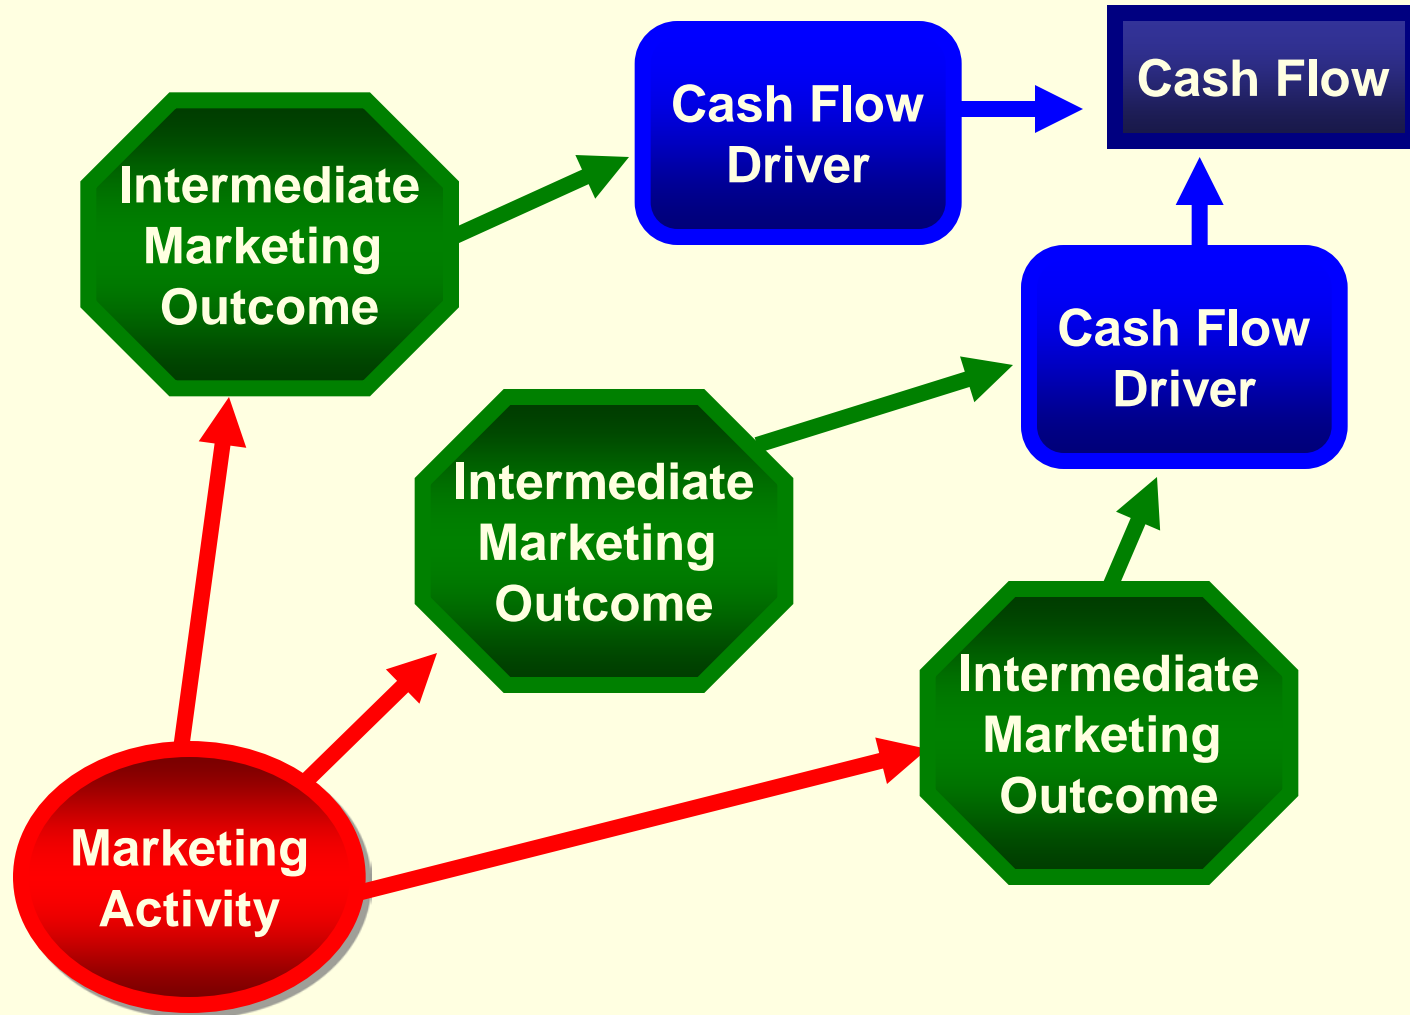 Cash Flow
Cash Flow
Driver
Intermediate
Marketing
Outcome
Cash Flow
Driver
Intermediate
Marketing
Outcome
Intermediate
Marketing
Outcome
Marketing
Activity